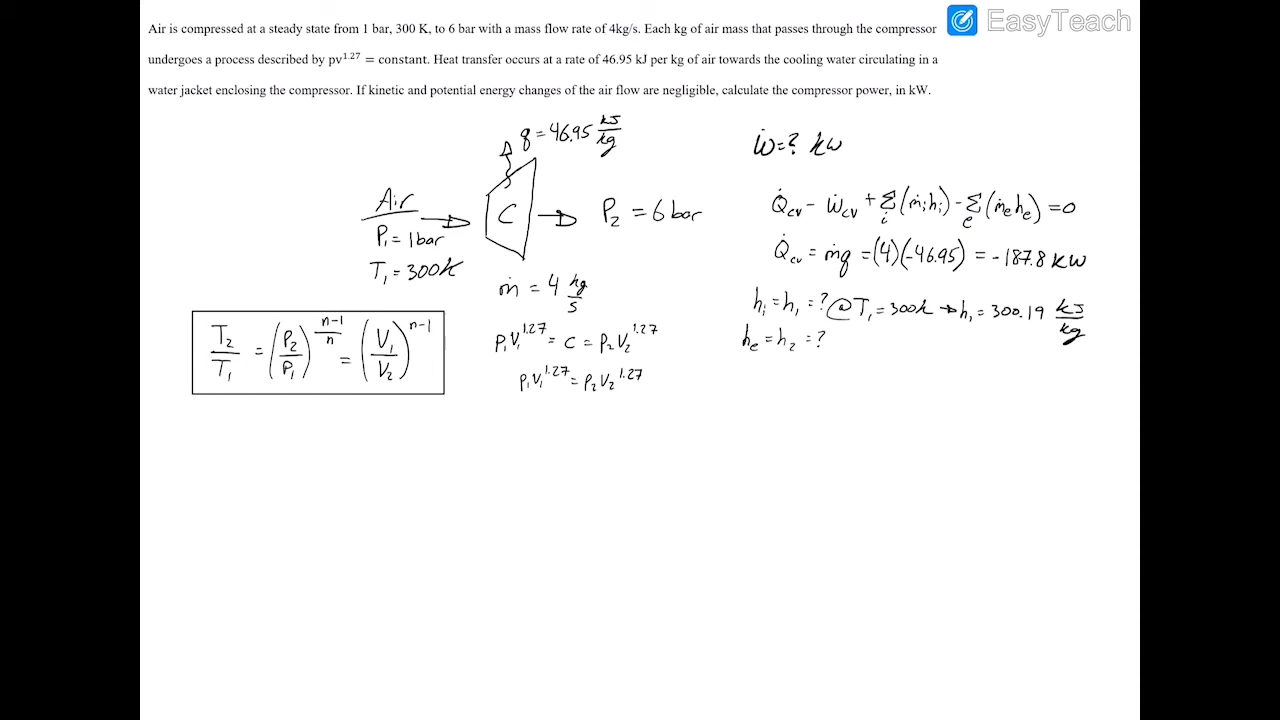 EasyTeach
Air is compressed at a steady state from 1 bar, 300 K, to 6 bar with a mass flow rate of 4kg/s. Each kg of air mass that passes through the compressor
undergoes a process described by pv^1.27 = constant. Heat transfer occurs at a rate of 46.95 kJ per kg of air towards the cooling water circulating in a
water jacket enclosing the compressor. If kinetic and potential energy changes of the air flow are negligible, calculate the compressor power, in kW.
q = 46.95 kJ/kg
Air
P₁ = 1 bar
T₁ = 300K
C
P₂ = 6 bar
ṁ = 4 kg/s
P₁V₁^1.27 = C = P₂V₂^1.27
P₁V₁^1.27 = P₂V₂^1.27
T₂/T₁ = (P₂/P₁)^(n-1/n) = (V₁/V₂)^n-1
Ẇ = ? kW
Q̇cv - Ẇcv + Σi(ṁᵢhᵢ) - Σe(ṁₑhₑ) = 0
Q̇cv = ṁq = (4)(-46.95) = -187.8 kW
hᵢ = h₁ = ? @ T₁ = 300K → h₁ = 300.19 kJ/kg
hₑ = h₂ = ?